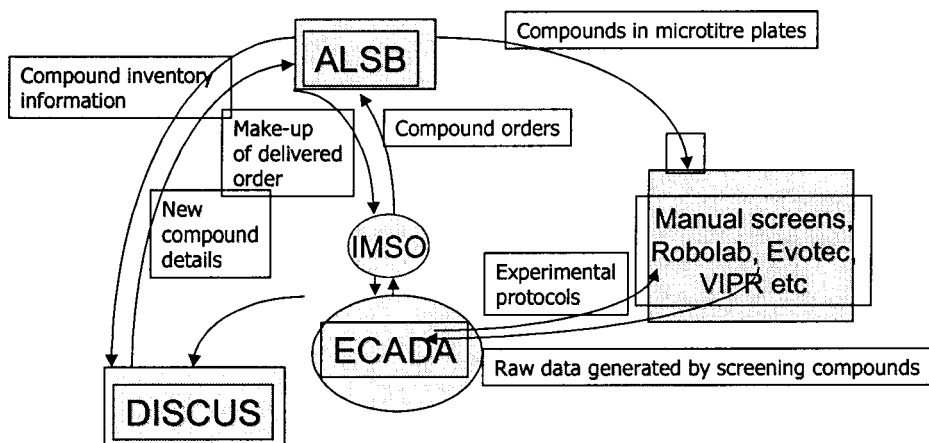 Compounds in microtitre plates
ALSB
Compound inventory
information
Make-up
of delivered
order
Compound orders
New
compound
details
IMSO
Manual screens,
Robolab, Evotec,
VIPR etc
Experimental
protocols
ECADA
Raw data generated by screening compounds
DISCUS